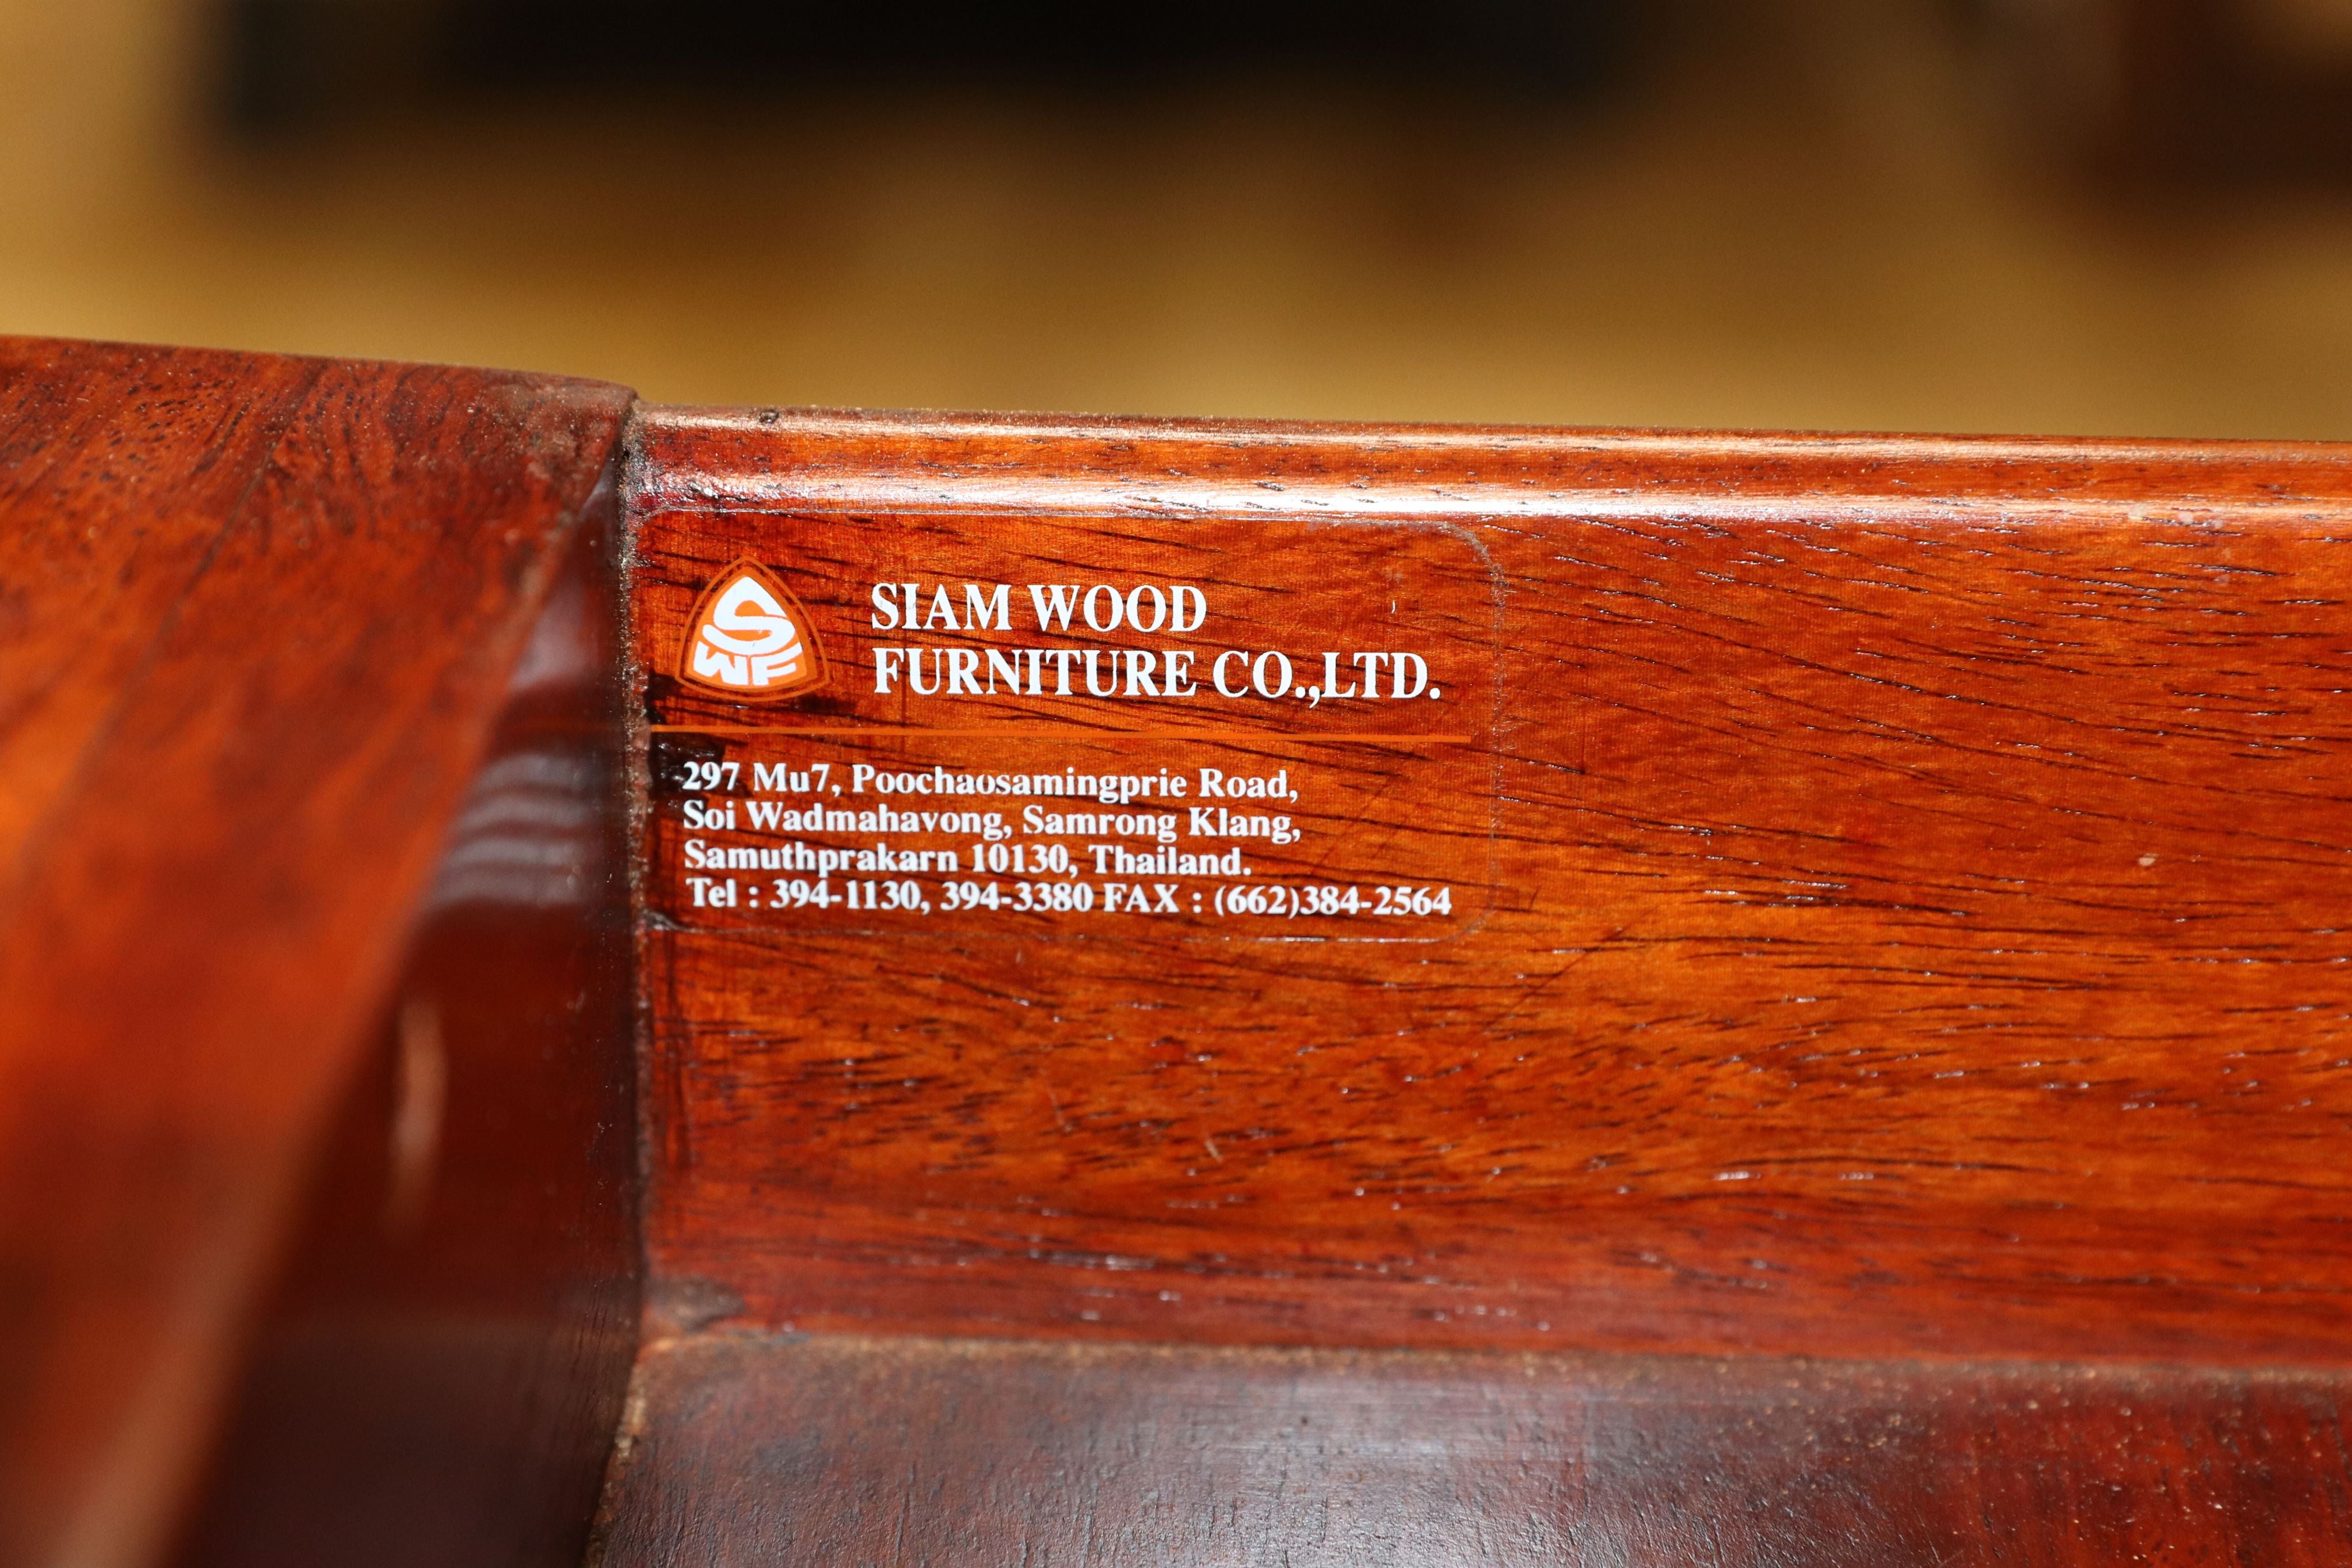 SWF
SIAM WOOD
FURNITURE CO.,LTD.
297 Mu7, Poochaosamingprie Road,
Soi Wadmahavong, Samrong Klang,
Samuthprakarn 10130, Thailand.
Tel : 394-1130, 394-3380 FAX : (662)384-2564